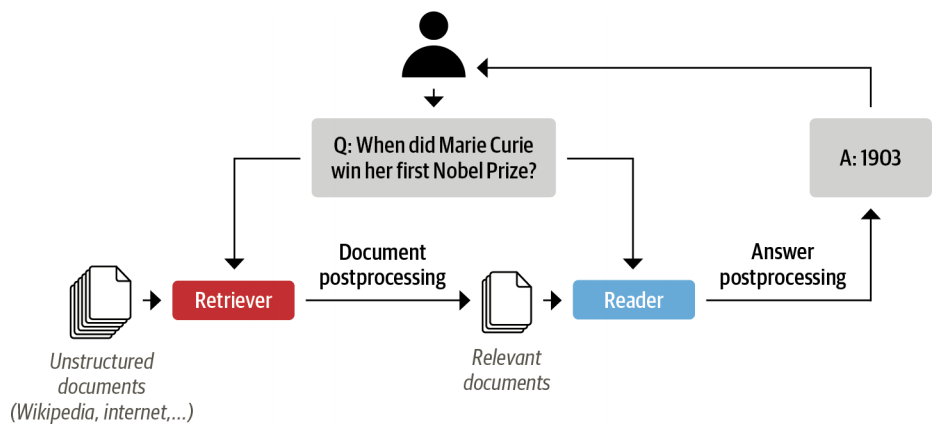 Q: When did Marie Curie
win her first Nobel Prize?
A: 1903
Document
postprocessing
Answer
postprocessing
Retriever
Reader
Unstructured
documents
(Wikipedia, internet,...)
Relevant
documents